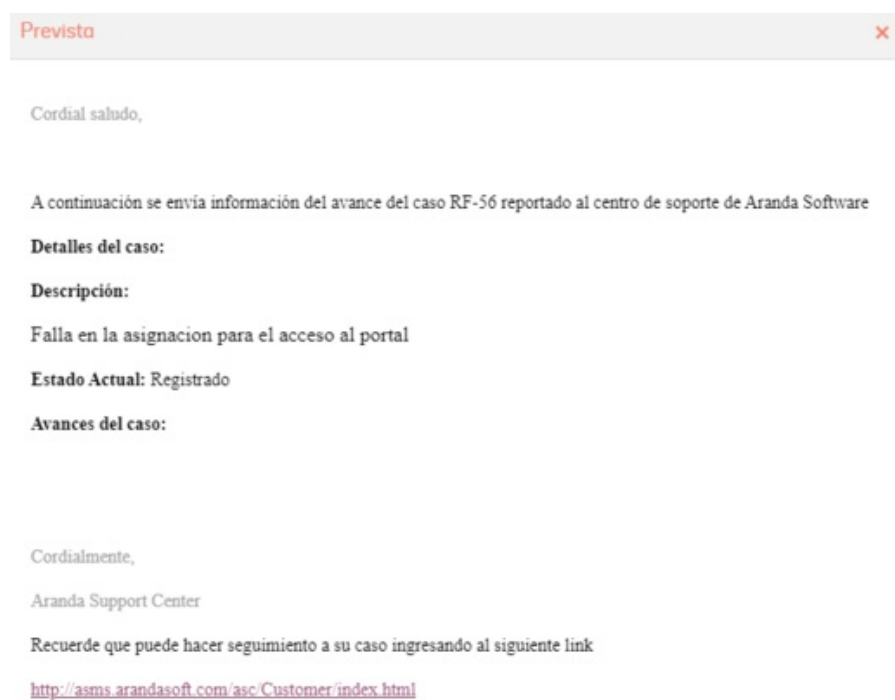 Prevista
Cordial saludo,
A continuación se envía información del avance del caso RF-56 reportado al centro de soporte de Aranda Software
Detalles del caso:
Descripción:
Falla en la asignacion para el acceso al portal
Estado Actual: Registrado
Avances del caso:
Cordialmente,
Aranda Support Center
Recuerde que puede hacer seguimiento a su caso ingresando al siguiente link
http://asms.arandasoft.com/asc/Customer/index.html